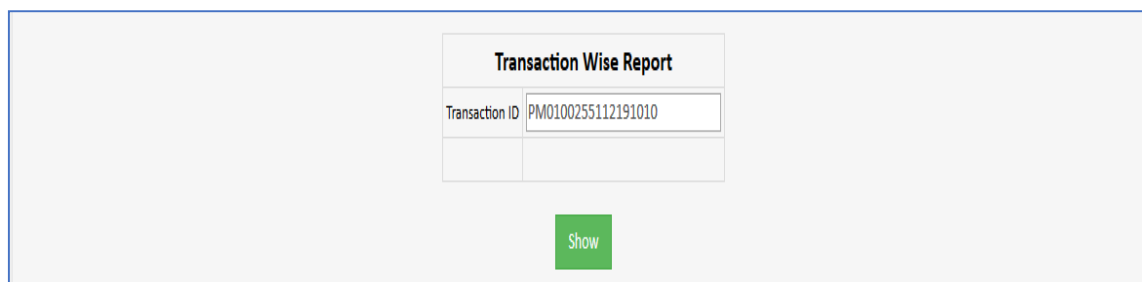 Transaction Wise Report
Transaction ID PM0100255112191010
Show